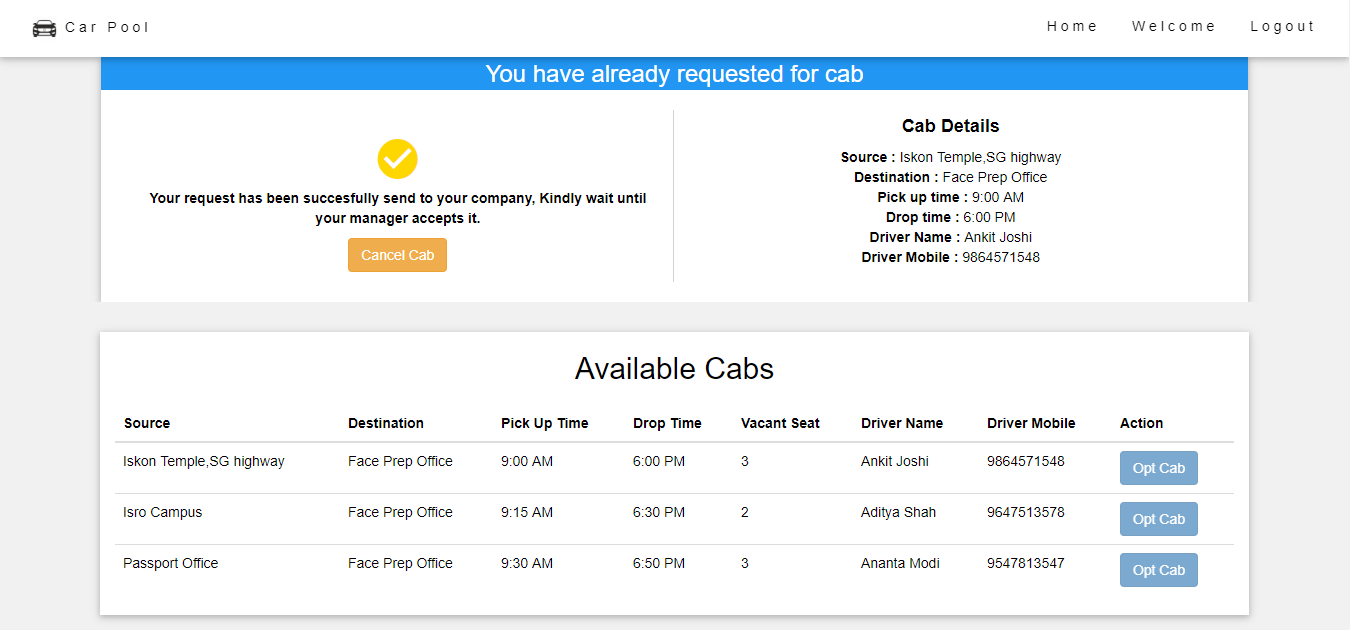 Car Pool
Home Welcome Logout
You have already requested for cab
Your request has been succesfully send to your company, Kindly wait until
your manager accepts it.
Cancel Cab
Cab Details
Source : Iskon Temple,SG highway
Destination : Face Prep Office
Pick up time : 9:00 AM
Drop time : 6:00 PM
Driver Name : Ankit Joshi
Driver Mobile : 9864571548
Available Cabs
Source Destination Pick Up Time Drop Time Vacant Seat Driver Name Driver Mobile Action
Iskon Temple,SG highway Face Prep Office 9:00 AM 6:00 PM 3 Ankit Joshi 9864571548 Opt Cab
Isro Campus Face Prep Office 9:15 AM 6:30 PM 2 Aditya Shah 9647513578 Opt Cab
Passport Office Face Prep Office 9:30 AM 6:50 PM 3 Ananta Modi 9547813547 Opt Cab